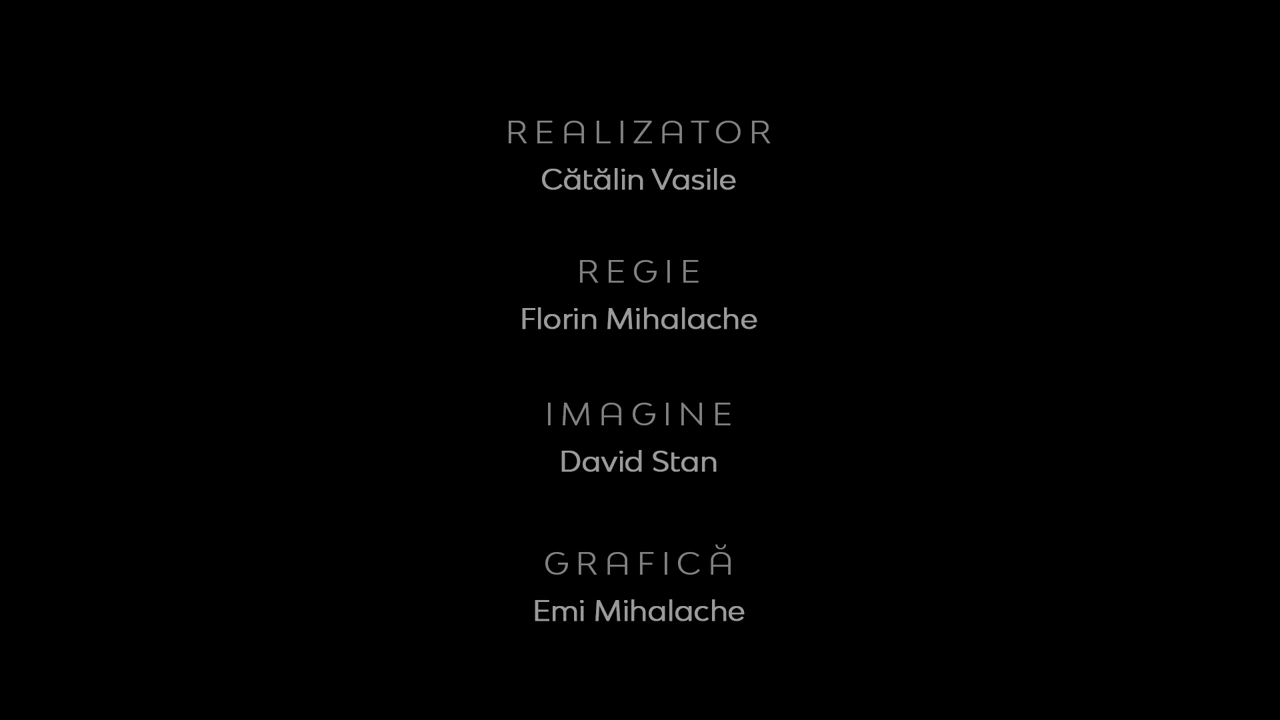 REALIZATOR
Cătălin Vasile
REGIE
Florin Mihalache
IMAGINE
David Stan
GRAFICĂ
Emi Mihalache